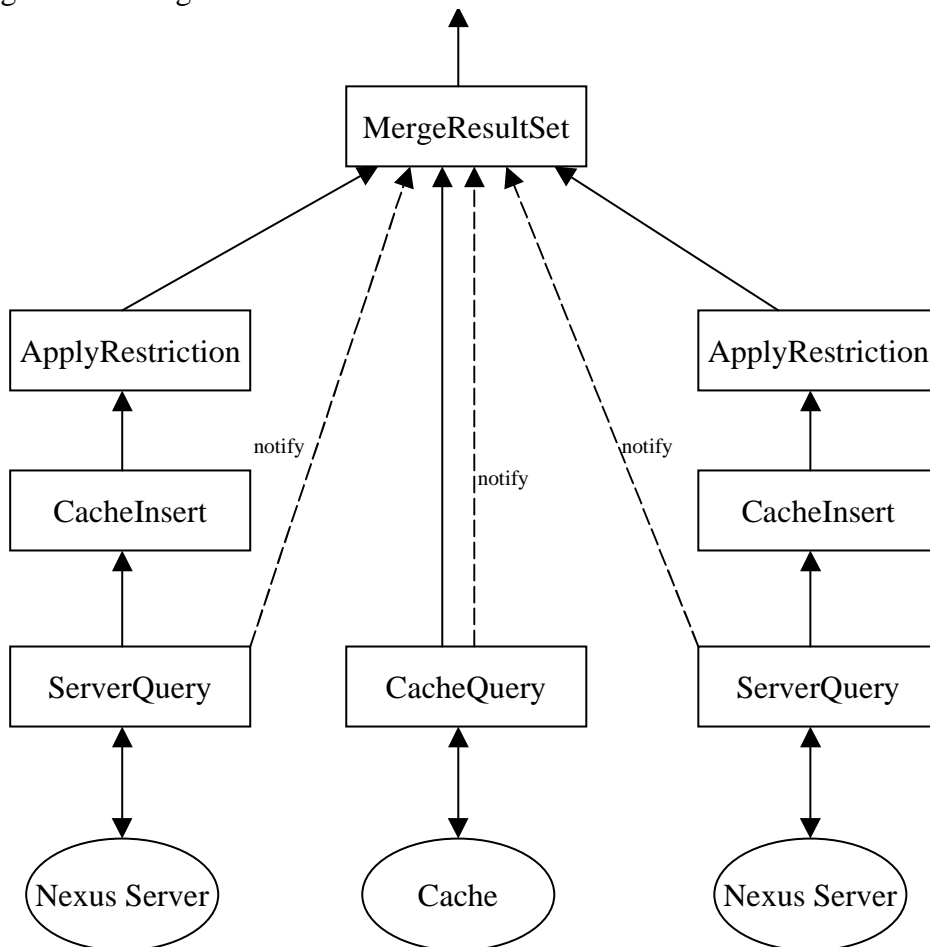 MergeResultSet
ApplyRestriction
ApplyRestriction
notify
notify
notify
CacheInsert
CacheInsert
ServerQuery
CacheQuery
ServerQuery
Nexus Server
Cache
Nexus Server